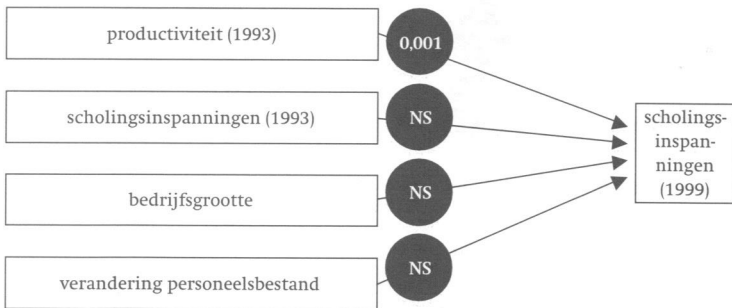 productiviteit (1993)
0,001
scholingsinspanningen (1993)
NS
bedrijfsgrootte
NS
verandering personeelsbestand
NS
scholings-
inspan-
ningen
(1999)